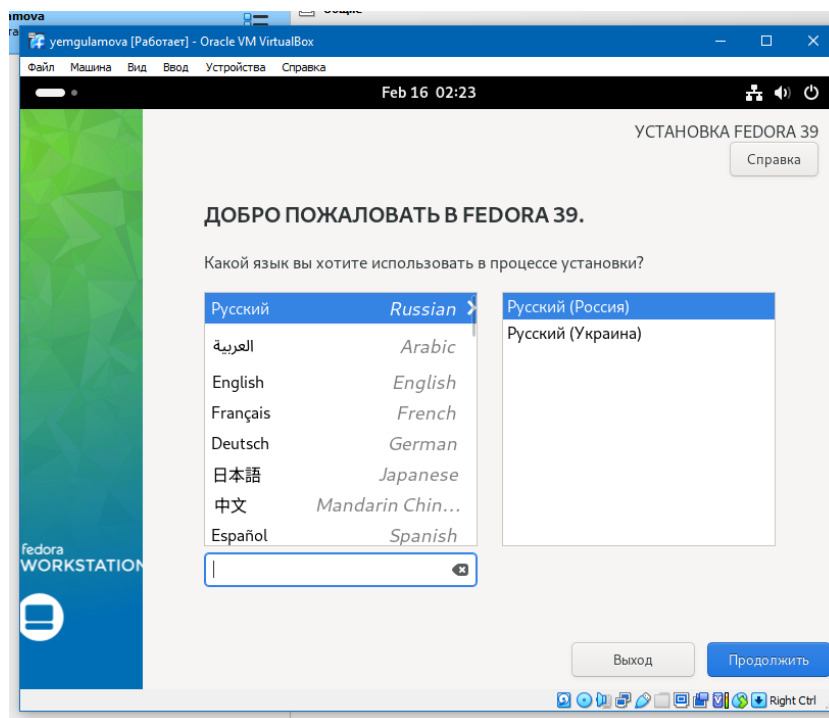 mova
Общие
ra
yemgulamova [Работает] - Oracle VM VirtualBox
Файл Машина Вид Ввод Устройства Справка
Feb 16 02:23
УСТАНОВКА FEDORA 39
Справка
ДОБРО ПОЖАЛОВАТЬ В FEDORA 39.
Какой язык вы хотите использовать в процессе установки?
Русский Russian
Русский (Россия)
العربية Arabic
Русский (Украина)
English English
Français French
Deutsch German
日本語 Japanese
中文 Mandarin Chin...
Español Spanish
fedora
WORKSTATION
Выход
Продолжить
Right Ctrl